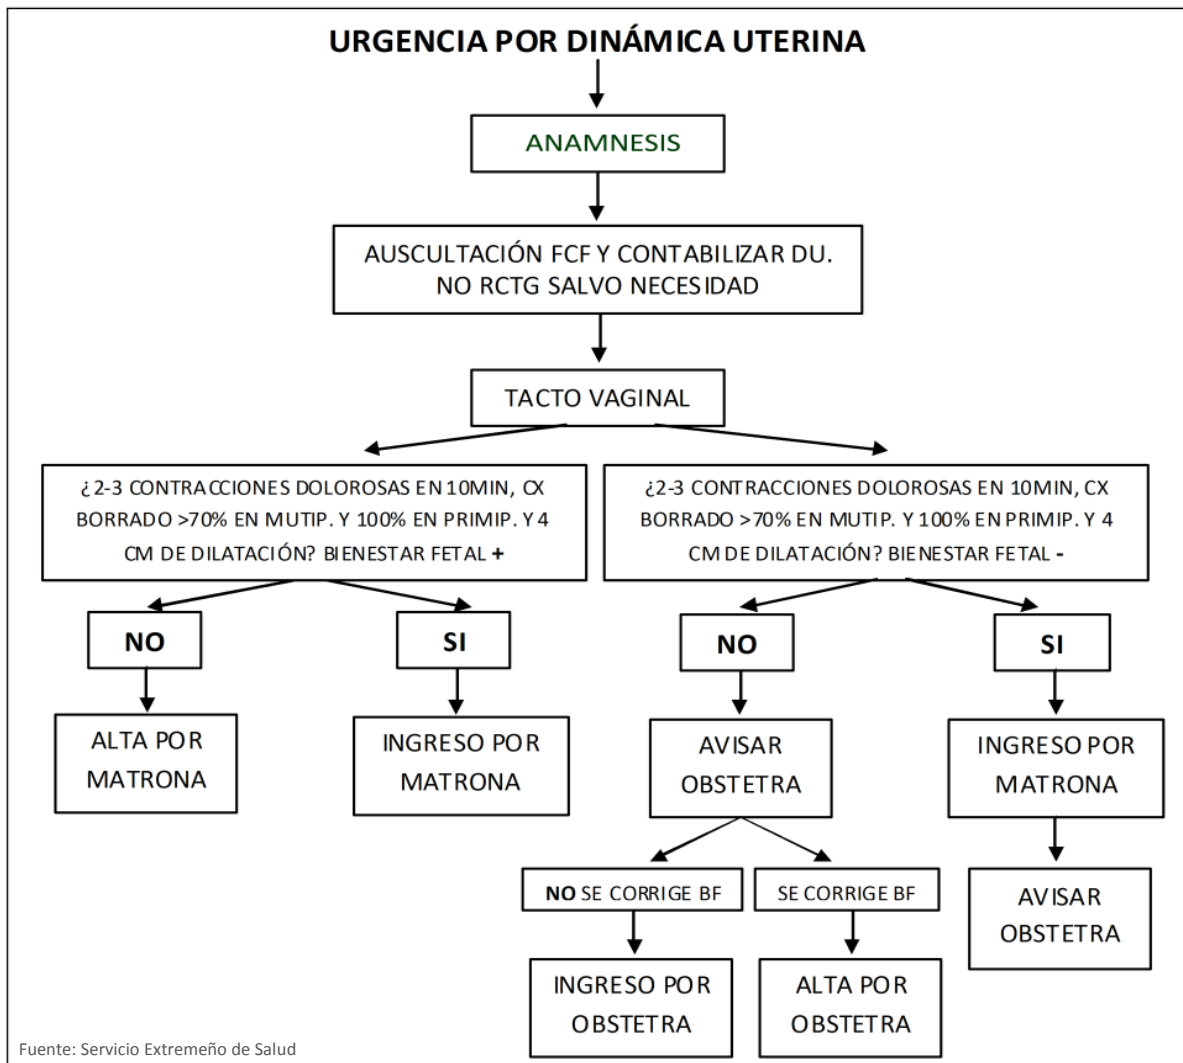 URGENCIA POR DINÁMICA UTERINA
ANAMNESIS
AUSCULTACIÓN FCF Y CONTABILIZAR DU.
NO RCTG SALVO NECESIDAD
TACTO VAGINAL
¿2-3 CONTRACCIONES DOLOROSAS EN 10MIN, CX
BORRADO >70% EN MUTIP. Y 100% EN PRIMIP. Y 4
CM DE DILATACIÓN? BIENESTAR FETAL +
¿2-3 CONTRACCIONES DOLOROSAS EN 10MIN, CX
BORRADO >70% EN MUTIP. Y 100% EN PRIMIP. Y 4
CM DE DILATACIÓN? BIENESTAR FETAL -
NO
SI
NO
SI
ALTA POR
MATRONA
INGRESO POR
MATRONA
AVISAR
OBSTETRA
INGRESO POR
MATRONA
NO SE CORRIGE BF
SE CORRIGE BF
AVISAR
OBSTETRA
INGRESO POR
OBSTETRA
ALTA POR
OBSTETRA
Fuente: Servicio Extremeño de Salud